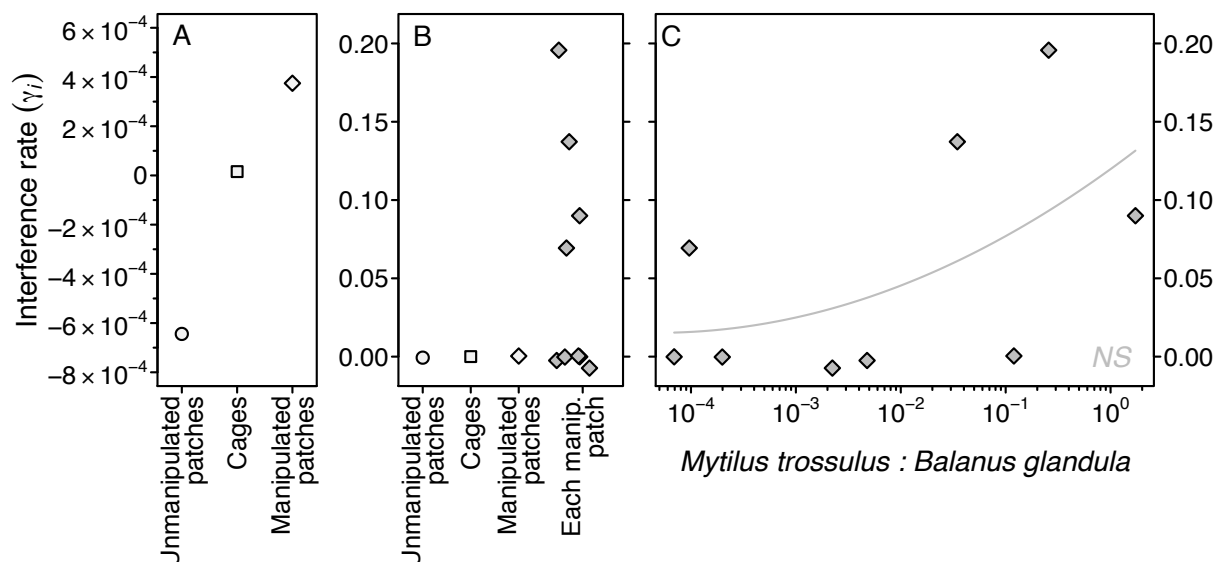 A
B
C
Interference rate (γi)
6 × 10−4
4 × 10−4
2 × 10−4
0
−2 × 10−4
−4 × 10−4
−6 × 10−4
−8 × 10−4
Unmanipulated
patches
Cages
Manipulated
patches
0.20
0.15
0.10
0.05
0.00
Unmanipulated
patches
Cages
Manipulated
patches
Each manip.
patch
NS
0.20
0.15
0.10
0.05
0.00
10−4
10−3
10−2
10−1
100
Mytilus trossulus : Balanus glandula